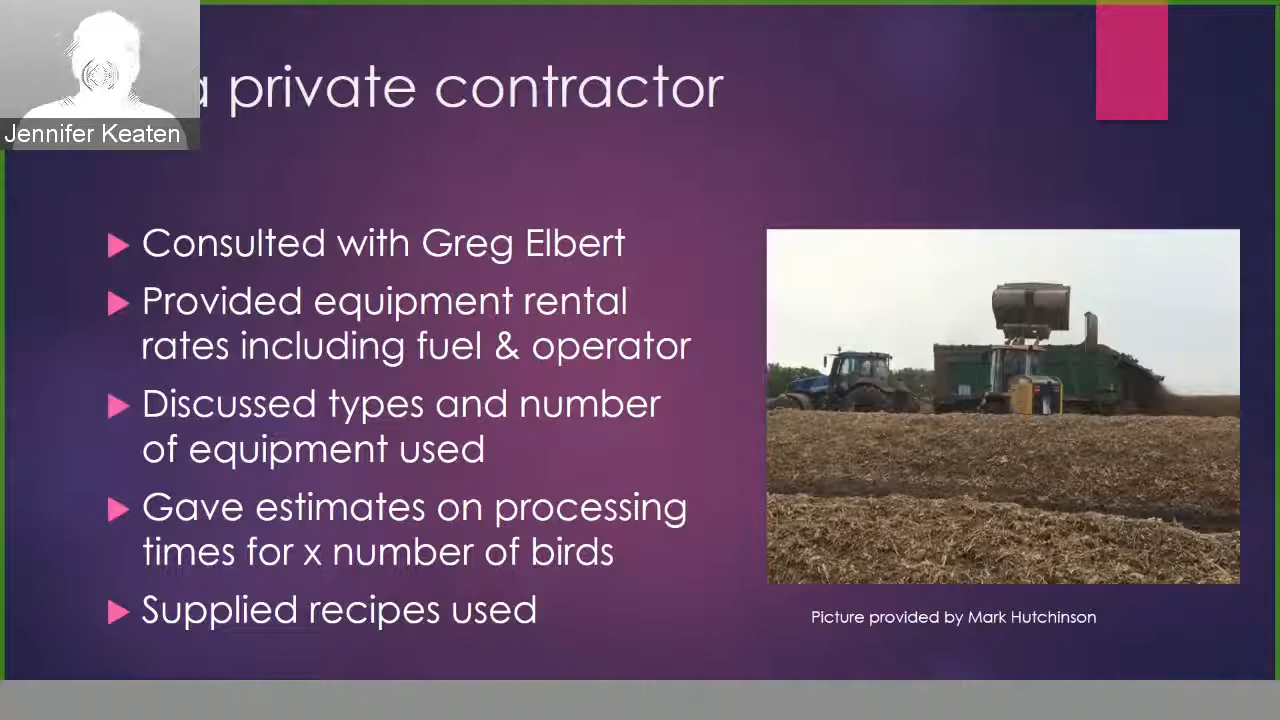 a private contractor
Jennifer Keaten
Consulted with Greg Elbert
Provided equipment rental
rates including fuel & operator
Discussed types and number
of equipment used
Gave estimates on processing
times for x number of birds
Supplied recipes used
Picture provided by Mark Hutchinson